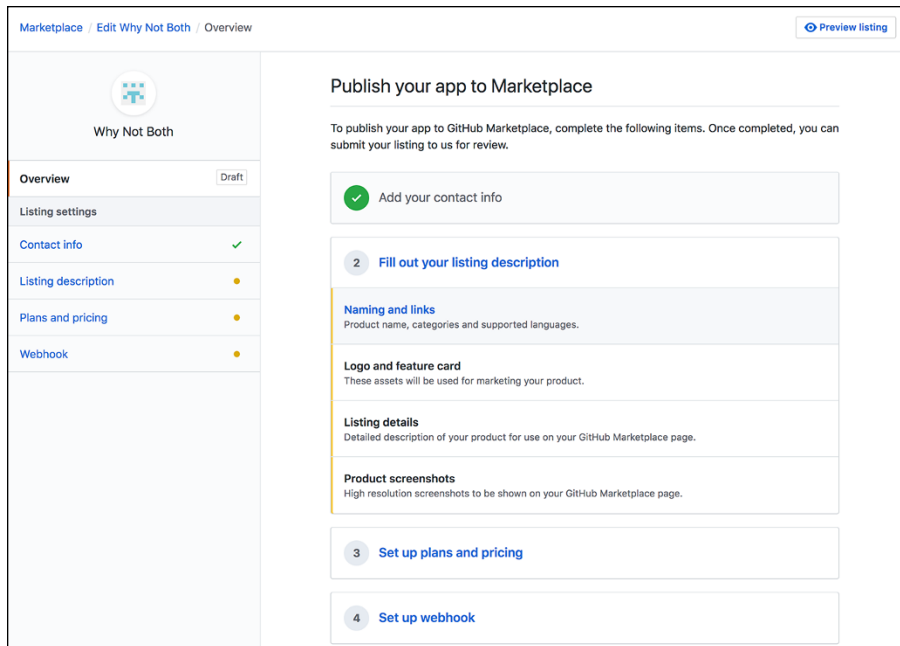 Marketplace / Edit Why Not Both / Overview
Preview listing
Why Not Both
Overview
Draft
Listing settings
Contact info
Listing description
Plans and pricing
Webhook
Publish your app to Marketplace
To publish your app to GitHub Marketplace, complete the following items. Once completed, you can
submit your listing to us for review.
Add your contact info
2 Fill out your listing description
Naming and links
Product name, categories and supported languages.
Logo and feature card
These assets will be used for marketing your product.
Listing details
Detailed description of your product for use on your GitHub Marketplace page.
Product screenshots
High resolution screenshots to be shown on your GitHub Marketplace page.
3 Set up plans and pricing
4 Set up webhook